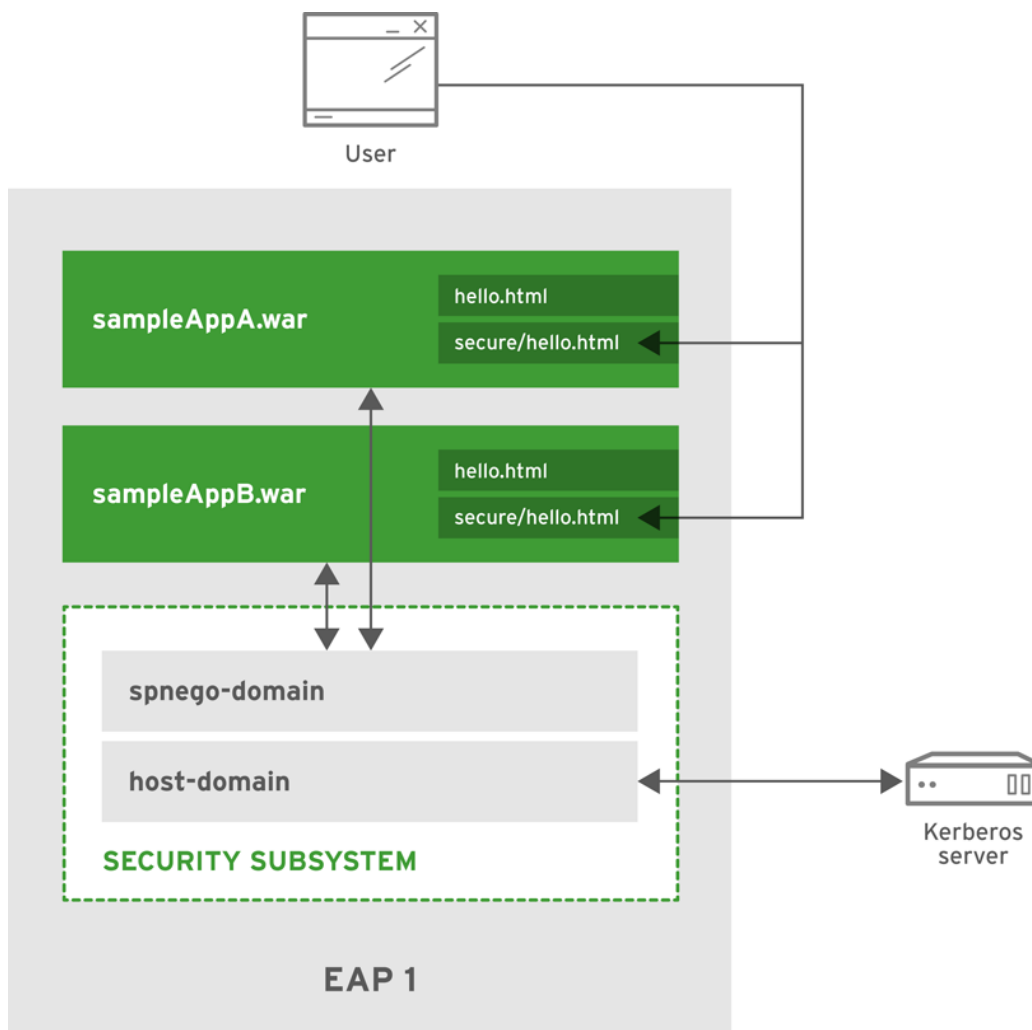 User
sampleAppA.war
hello.html
secure/hello.html
sampleAppB.war
hello.html
secure/hello.html
spnego-domain
host-domain
SECURITY SUBSYSTEM
Kerberos
server
EAP 1